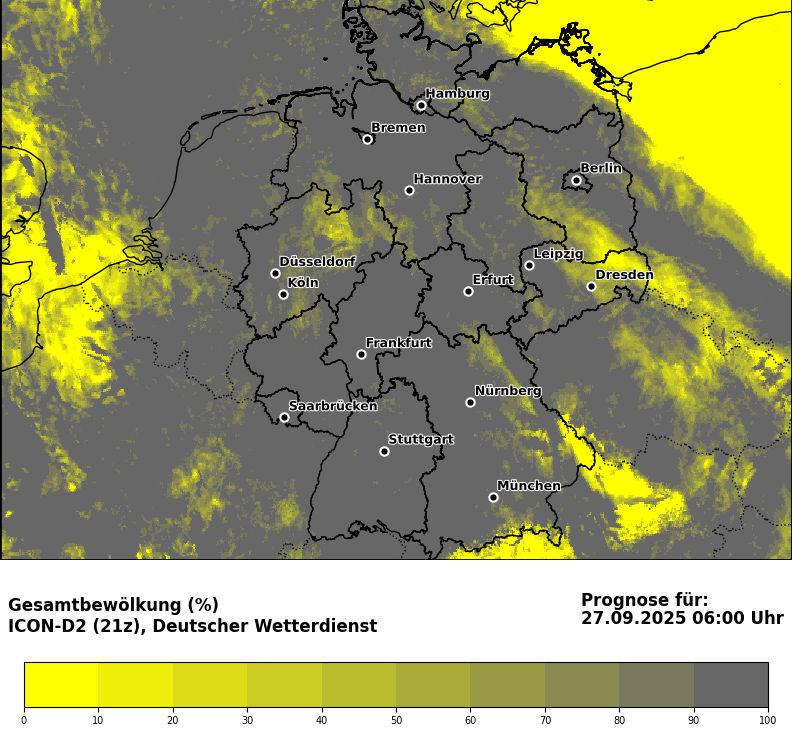 Hamburg
Bremen
Berlin
Hannover
Leipzig
Düsseldorf
Dresden
Köln
Erfurt
Frankfurt
Nürnberg
Saarbrücken
Stuttgart
München
Gesamtbewölkung (%)
ICON-D2 (21z), Deutscher Wetterdienst
Prognose für:
27.09.2025 06:00 Uhr
0 10 20 30 40 50 60 70 80 90 100